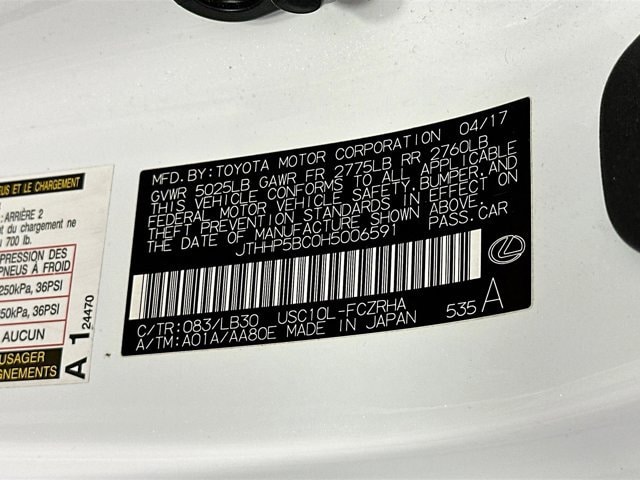 MFD. BY: TOYOTA MOTOR CORPORATION 04/17
GVWR 5025LB GAWR FR 2775LB RR 2760LB
THIS VEHICLE CONFORMS TO ALL APPLICABLE
FEDERAL MOTOR VEHICLE SAFETY, BUMPER, AND
THEFT PREVENTION STANDARDS IN EFFECT ON
THE DATE OF MANUFACTURE SHOWN ABOVE.
JTHHP5BC0H5006591 PASS. CAR
C/TR: 083/LB30 USC10L-FCZRHA
A/TM: A01A/AA80E MADE IN JAPAN 535 A
US ET LE CHARGEMENT
: ARRIÈRE 2
t du chargement ne
u 700 lb.
PRESSION DES
PNEUS À FROID
250kPa, 36PSI
50kPa, 36PSI
AUCUN
USAGER
GNEMENTS
A 1 24470